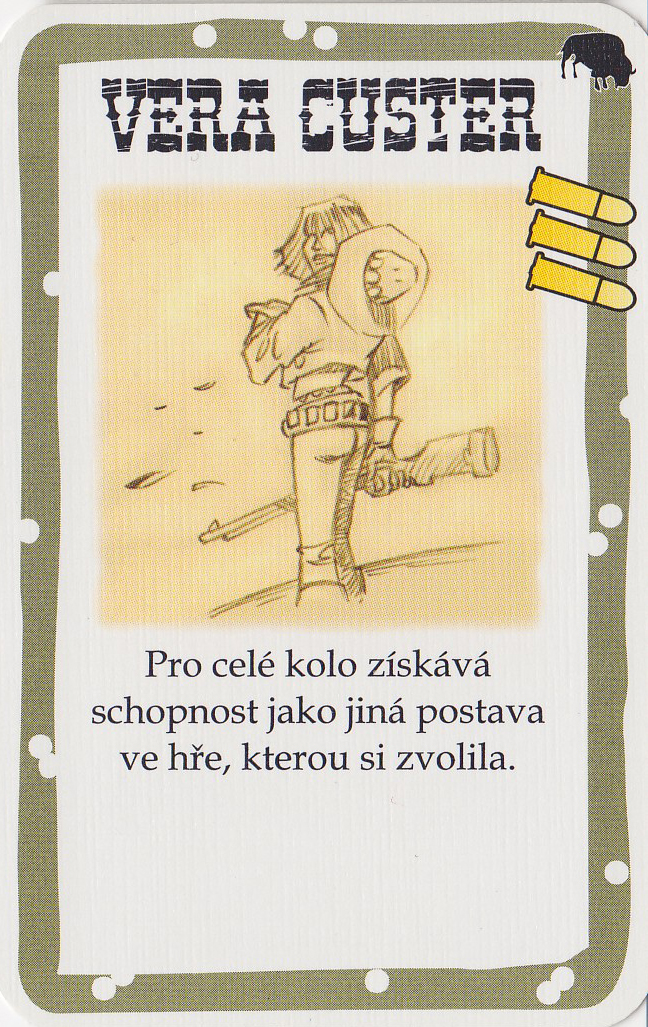 VERA CUSTER
Pro celé kolo získává
schopnost jako jiná postava
ve hře, kterou si zvolila.